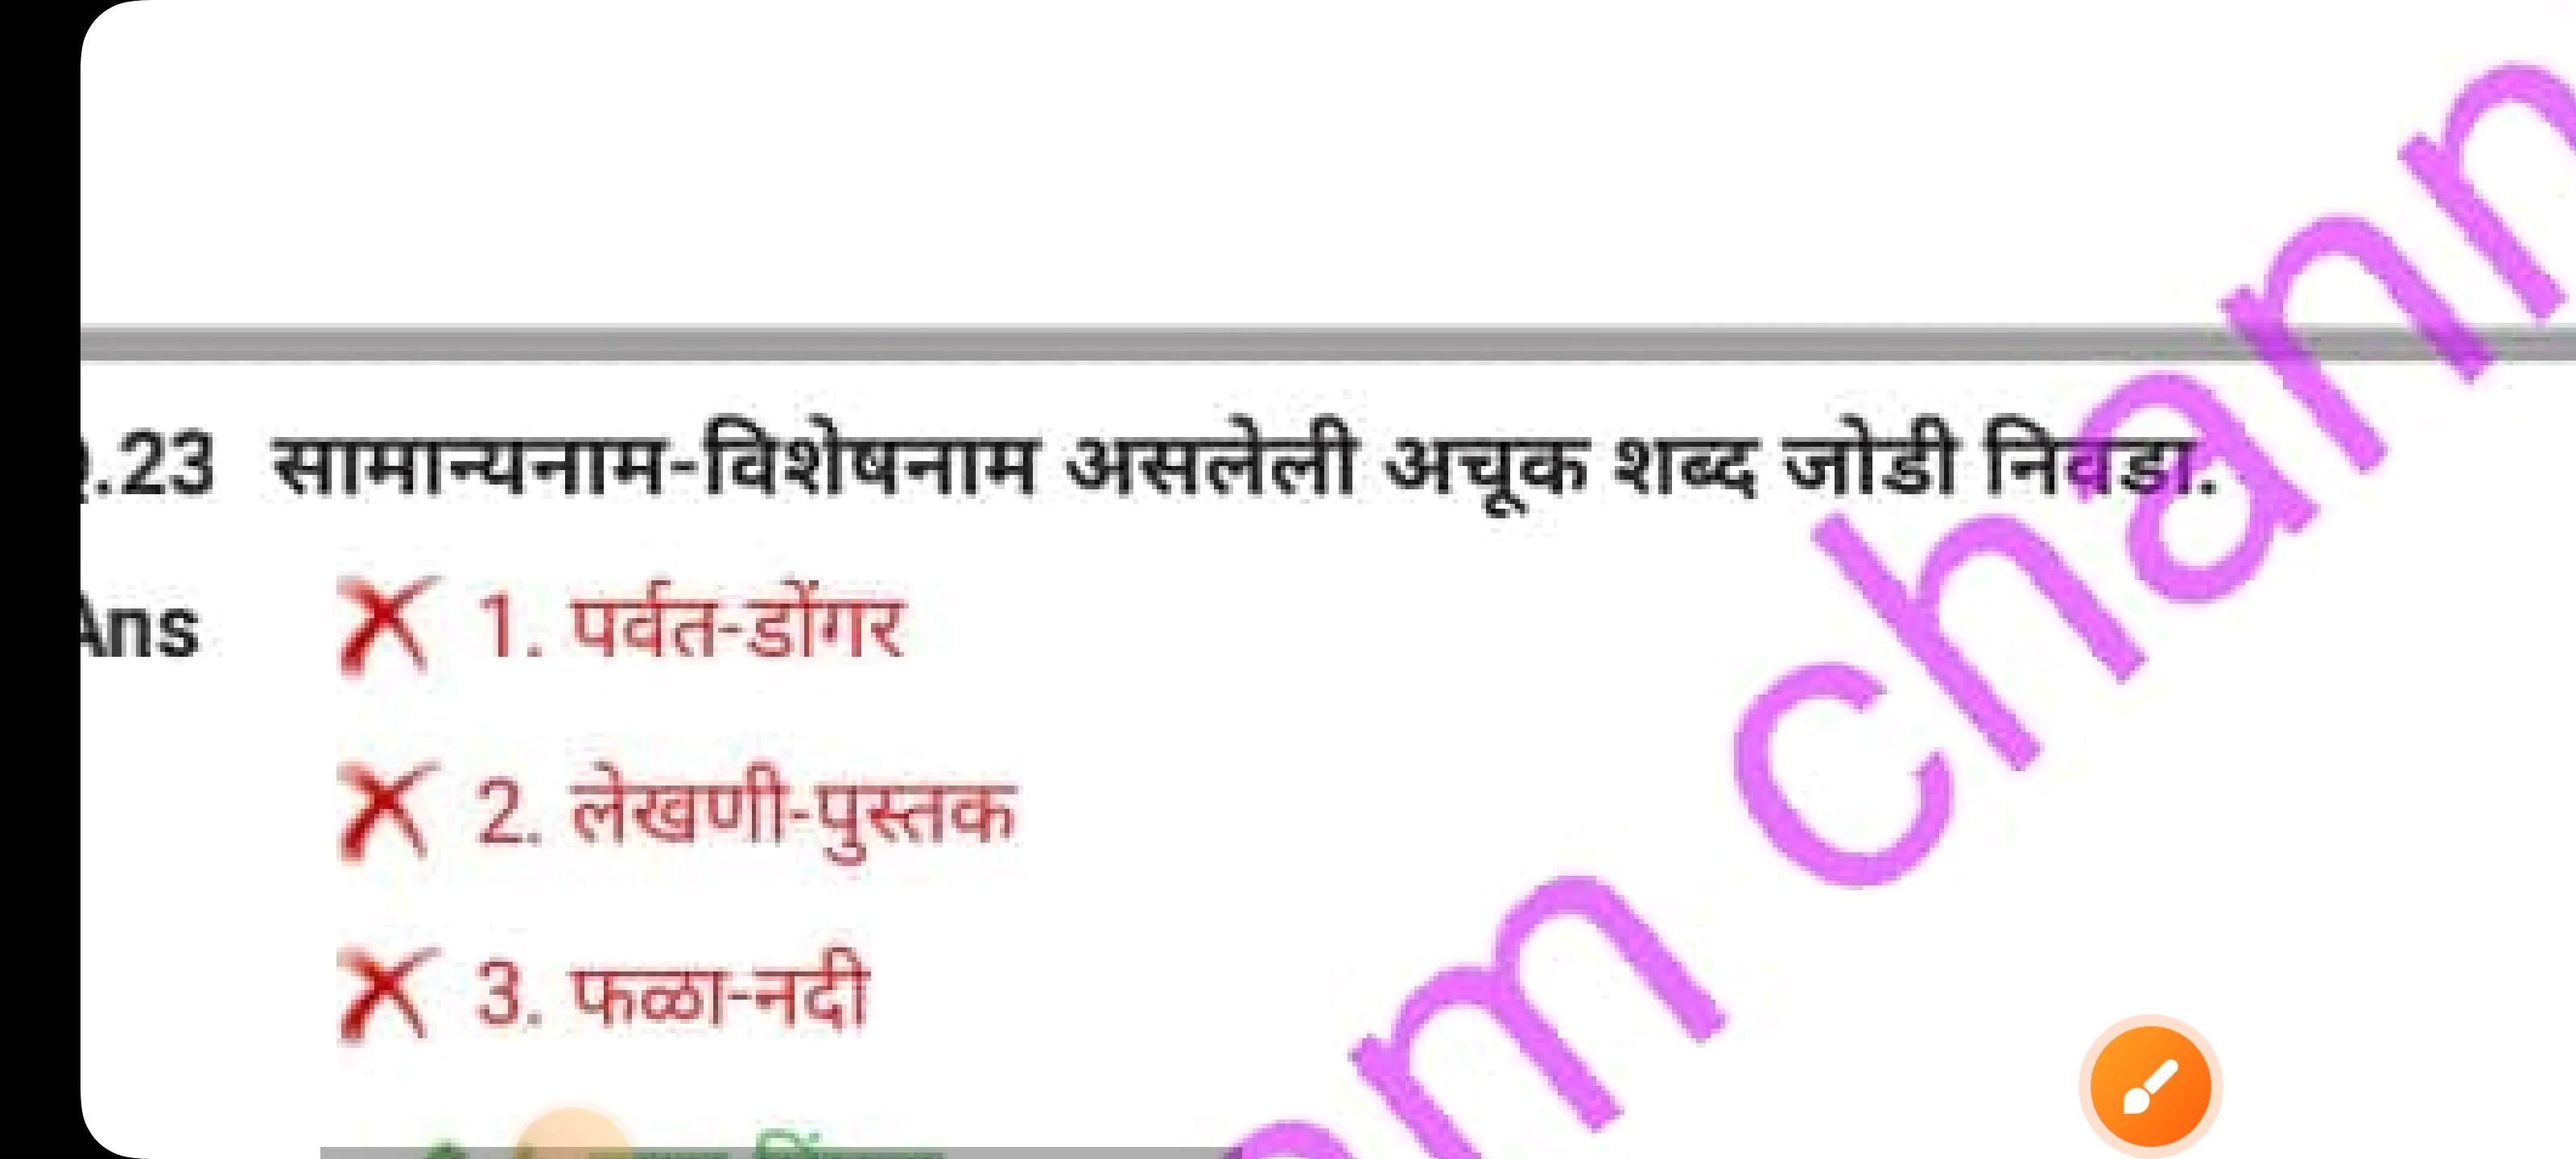 .23 सामान्यनाम-विशेषनाम असलेली अचूक शब्द जोडी निवडा.
Ans 1. पर्वत-डोंगर
2. लेखणी-पुस्तक
3. फळा-नदी
m chann